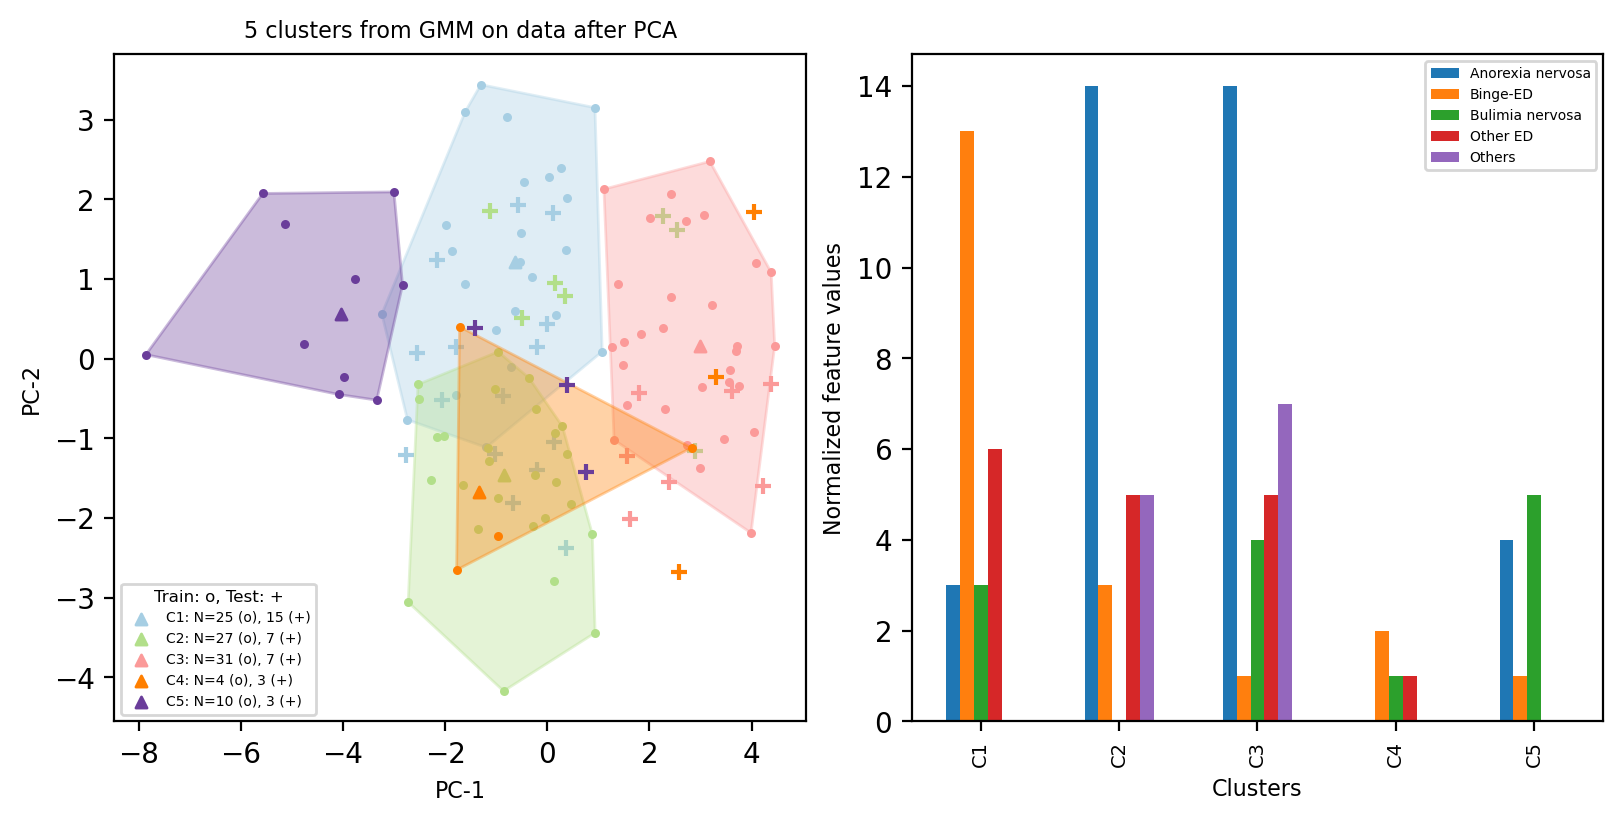 5 clusters from GMM on data after PCA
3
2
1
0
−1
−2
−3
−4
PC-2
Train: o, Test: +
C1: N=25 (o), 15 (+)
C2: N=27 (o), 7 (+)
C3: N=31 (o), 7 (+)
C4: N=4 (o), 3 (+)
C5: N=10 (o), 3 (+)
−8 −6 −4 −2 0 2 4
PC-1
14
12
10
8
6
4
2
0
Normalized feature values
Anorexia nervosa
Binge-ED
Bulimia nervosa
Other ED
Others
C1 C2 C3 C4 C5
Clusters